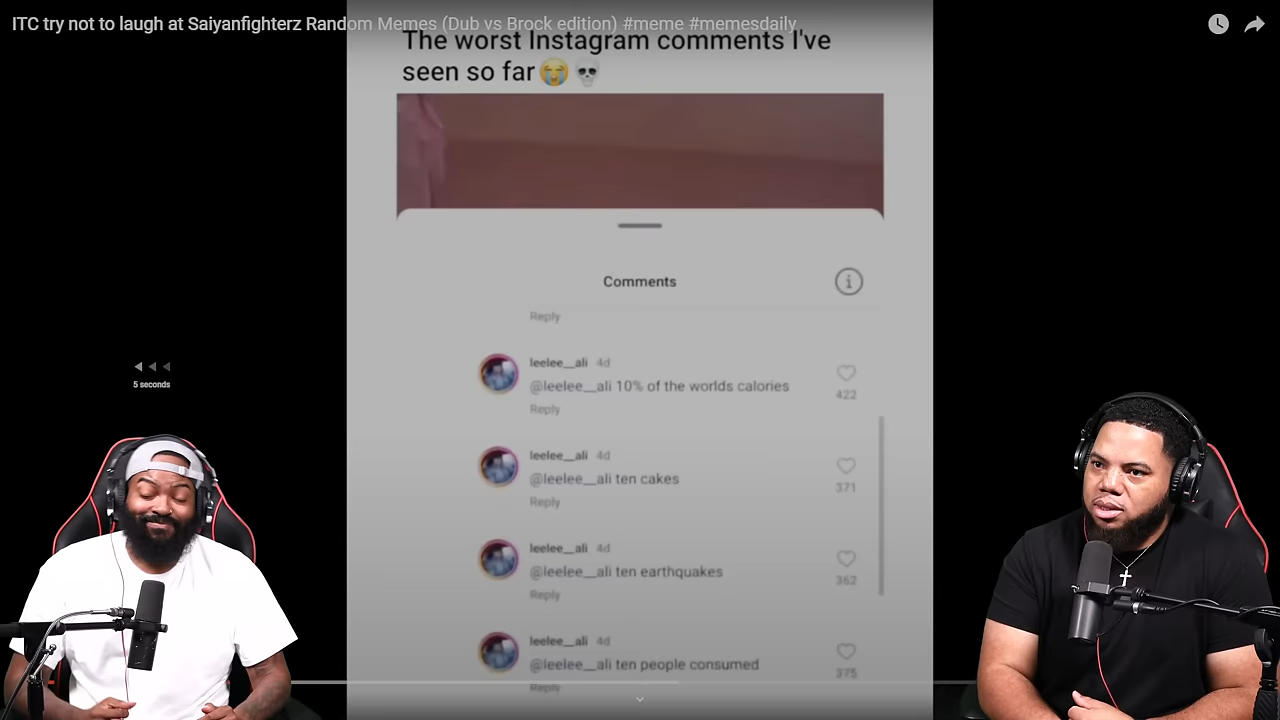 ITC try not to laugh at Saiyanfighterz Random Memes (Dub vs Brock edition) #meme #memesdaily
The worst Instagram comments I've
seen so far😭💀
Comments
Reply
leelee__ali 4d
@leelee__ali 10% of the worlds calories
422
Reply
leelee__ali 4d
@leelee__ali ten cakes
371
Reply
leelee__ali 4d
@leelee__ali ten earthquakes
362
Reply
leelee__ali 4d
@leelee__ali ten people consumed
375
Reply
5 seconds